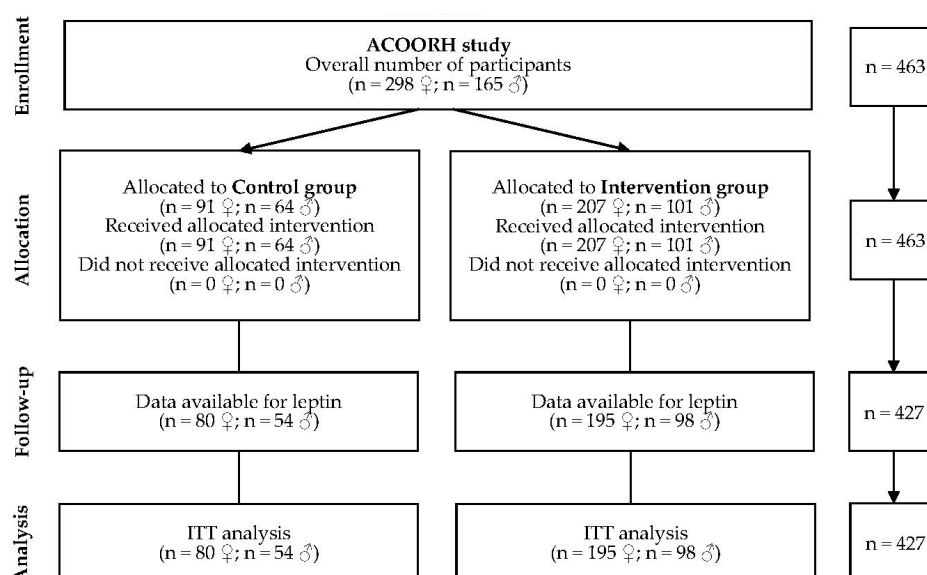 Enrollment
ACOORH study
Overall number of participants
(n = 298 ♀; n = 165 ♂)
n = 463
Allocation
Allocated to Control group
(n = 91 ♀; n = 64 ♂)
Received allocated intervention
(n = 91 ♀; n = 64 ♂)
Did not receive allocated intervention
(n = 0 ♀; n = 0 ♂)
Allocated to Intervention group
(n = 207 ♀; n = 101 ♂)
Received allocated intervention
(n = 207 ♀; n = 101 ♂)
Did not receive allocated intervention
(n = 0 ♀; n = 0 ♂)
n = 463
Follow-up
Data available for leptin
(n = 80 ♀; n = 54 ♂)
Data available for leptin
(n = 195 ♀; n = 98 ♂)
n = 427
Analysis
ITT analysis
(n = 80 ♀; n = 54 ♂)
ITT analysis
(n = 195 ♀; n = 98 ♂)
n = 427